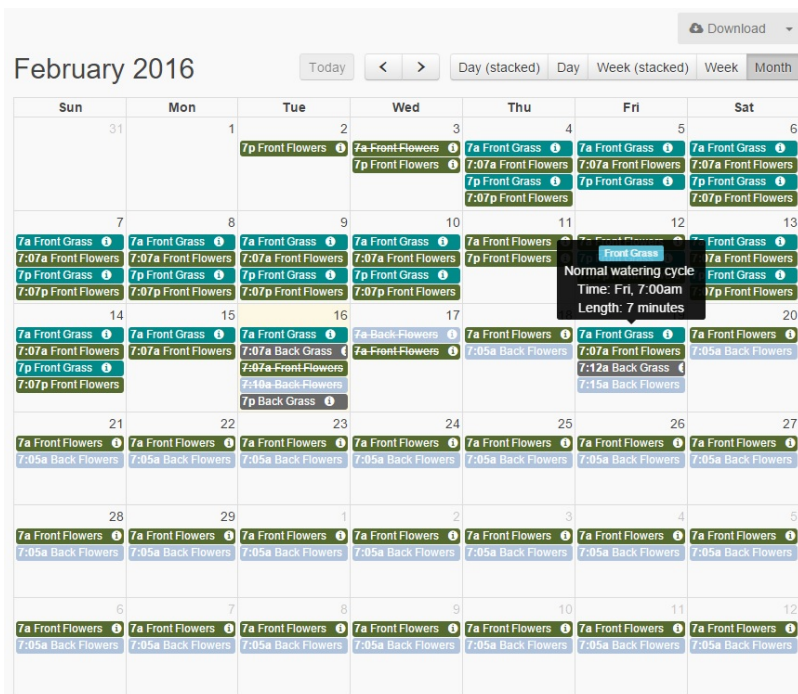 Download
February 2016
Today < > Day (stacked) Day Week (stacked) Week Month
Sun Mon Tue Wed Thu Fri Sat
31 1 2 3 4 5 6
7p Front Flowers 7a Front Flowers 7a Front Grass 7a Front Grass 7a Front Grass
7p Front Flowers 7:07a Front Flowers 7:07a Front Flowers 7:07a Front Flowers
7p Front Grass 7p Front Grass 7p Front Grass
7:07p Front Flowers 7:07p Front Flowers
7 8 9 10 11 12 13
7a Front Grass 7a Front Grass 7a Front Grass 7a Front Grass 7a Front Flowers Front Grass
7:07a Front Flowers 7:07a Front Flowers 7:07a Front Flowers 7:07a Front Flowers 7p Front Flowers Front Flowers
7p Front Grass 7p Front Grass 7p Front Grass 7p Front Grass Front Grass
7:07p Front Flowers 7:07p Front Flowers 7:07p Front Flowers 7:07p Front Flowers Front Flowers
Front Grass
Normal watering cycle
Time: Fri, 7:00am
Length: 7 minutes
14 15 16 17 20
7a Front Grass 7a Front Grass 7a Front Grass 7a Back Flowers 7a Front Flowers 7a Front Grass 7a Front Flowers
7:07a Front Flowers 7:07a Front Flowers 7:07a Back Grass 7a Front Flowers 7:05a Back Flowers 7:07a Front Flowers 7:05a Back Flowers
7p Front Grass 7:07a Front Flowers 7:12a Back Grass
7:07p Front Flowers 7:10a Back Flowers 7:15a Back Flowers
7p Back Grass
21 22 23 24 25 26 27
7a Front Flowers 7a Front Flowers 7a Front Flowers 7a Front Flowers 7a Front Flowers 7a Front Flowers 7a Front Flowers
7:05a Back Flowers 7:05a Back Flowers 7:05a Back Flowers 7:05a Back Flowers 7:05a Back Flowers 7:05a Back Flowers 7:05a Back Flowers
28 29 1 2 3 4 5
7a Front Flowers 7a Front Flowers 7a Front Flowers 7a Front Flowers 7a Front Flowers 7a Front Flowers 7a Front Flowers
7:05a Back Flowers 7:05a Back Flowers 7:05a Back Flowers 7:05a Back Flowers 7:05a Back Flowers 7:05a Back Flowers 7:05a Back Flowers
6 7 8 9 10 11 12
7a Front Flowers 7a Front Flowers 7a Front Flowers 7a Front Flowers 7a Front Flowers 7a Front Flowers 7a Front Flowers
7:05a Back Flowers 7:05a Back Flowers 7:05a Back Flowers 7:05a Back Flowers 7:05a Back Flowers 7:05a Back Flowers 7:05a Back Flowers